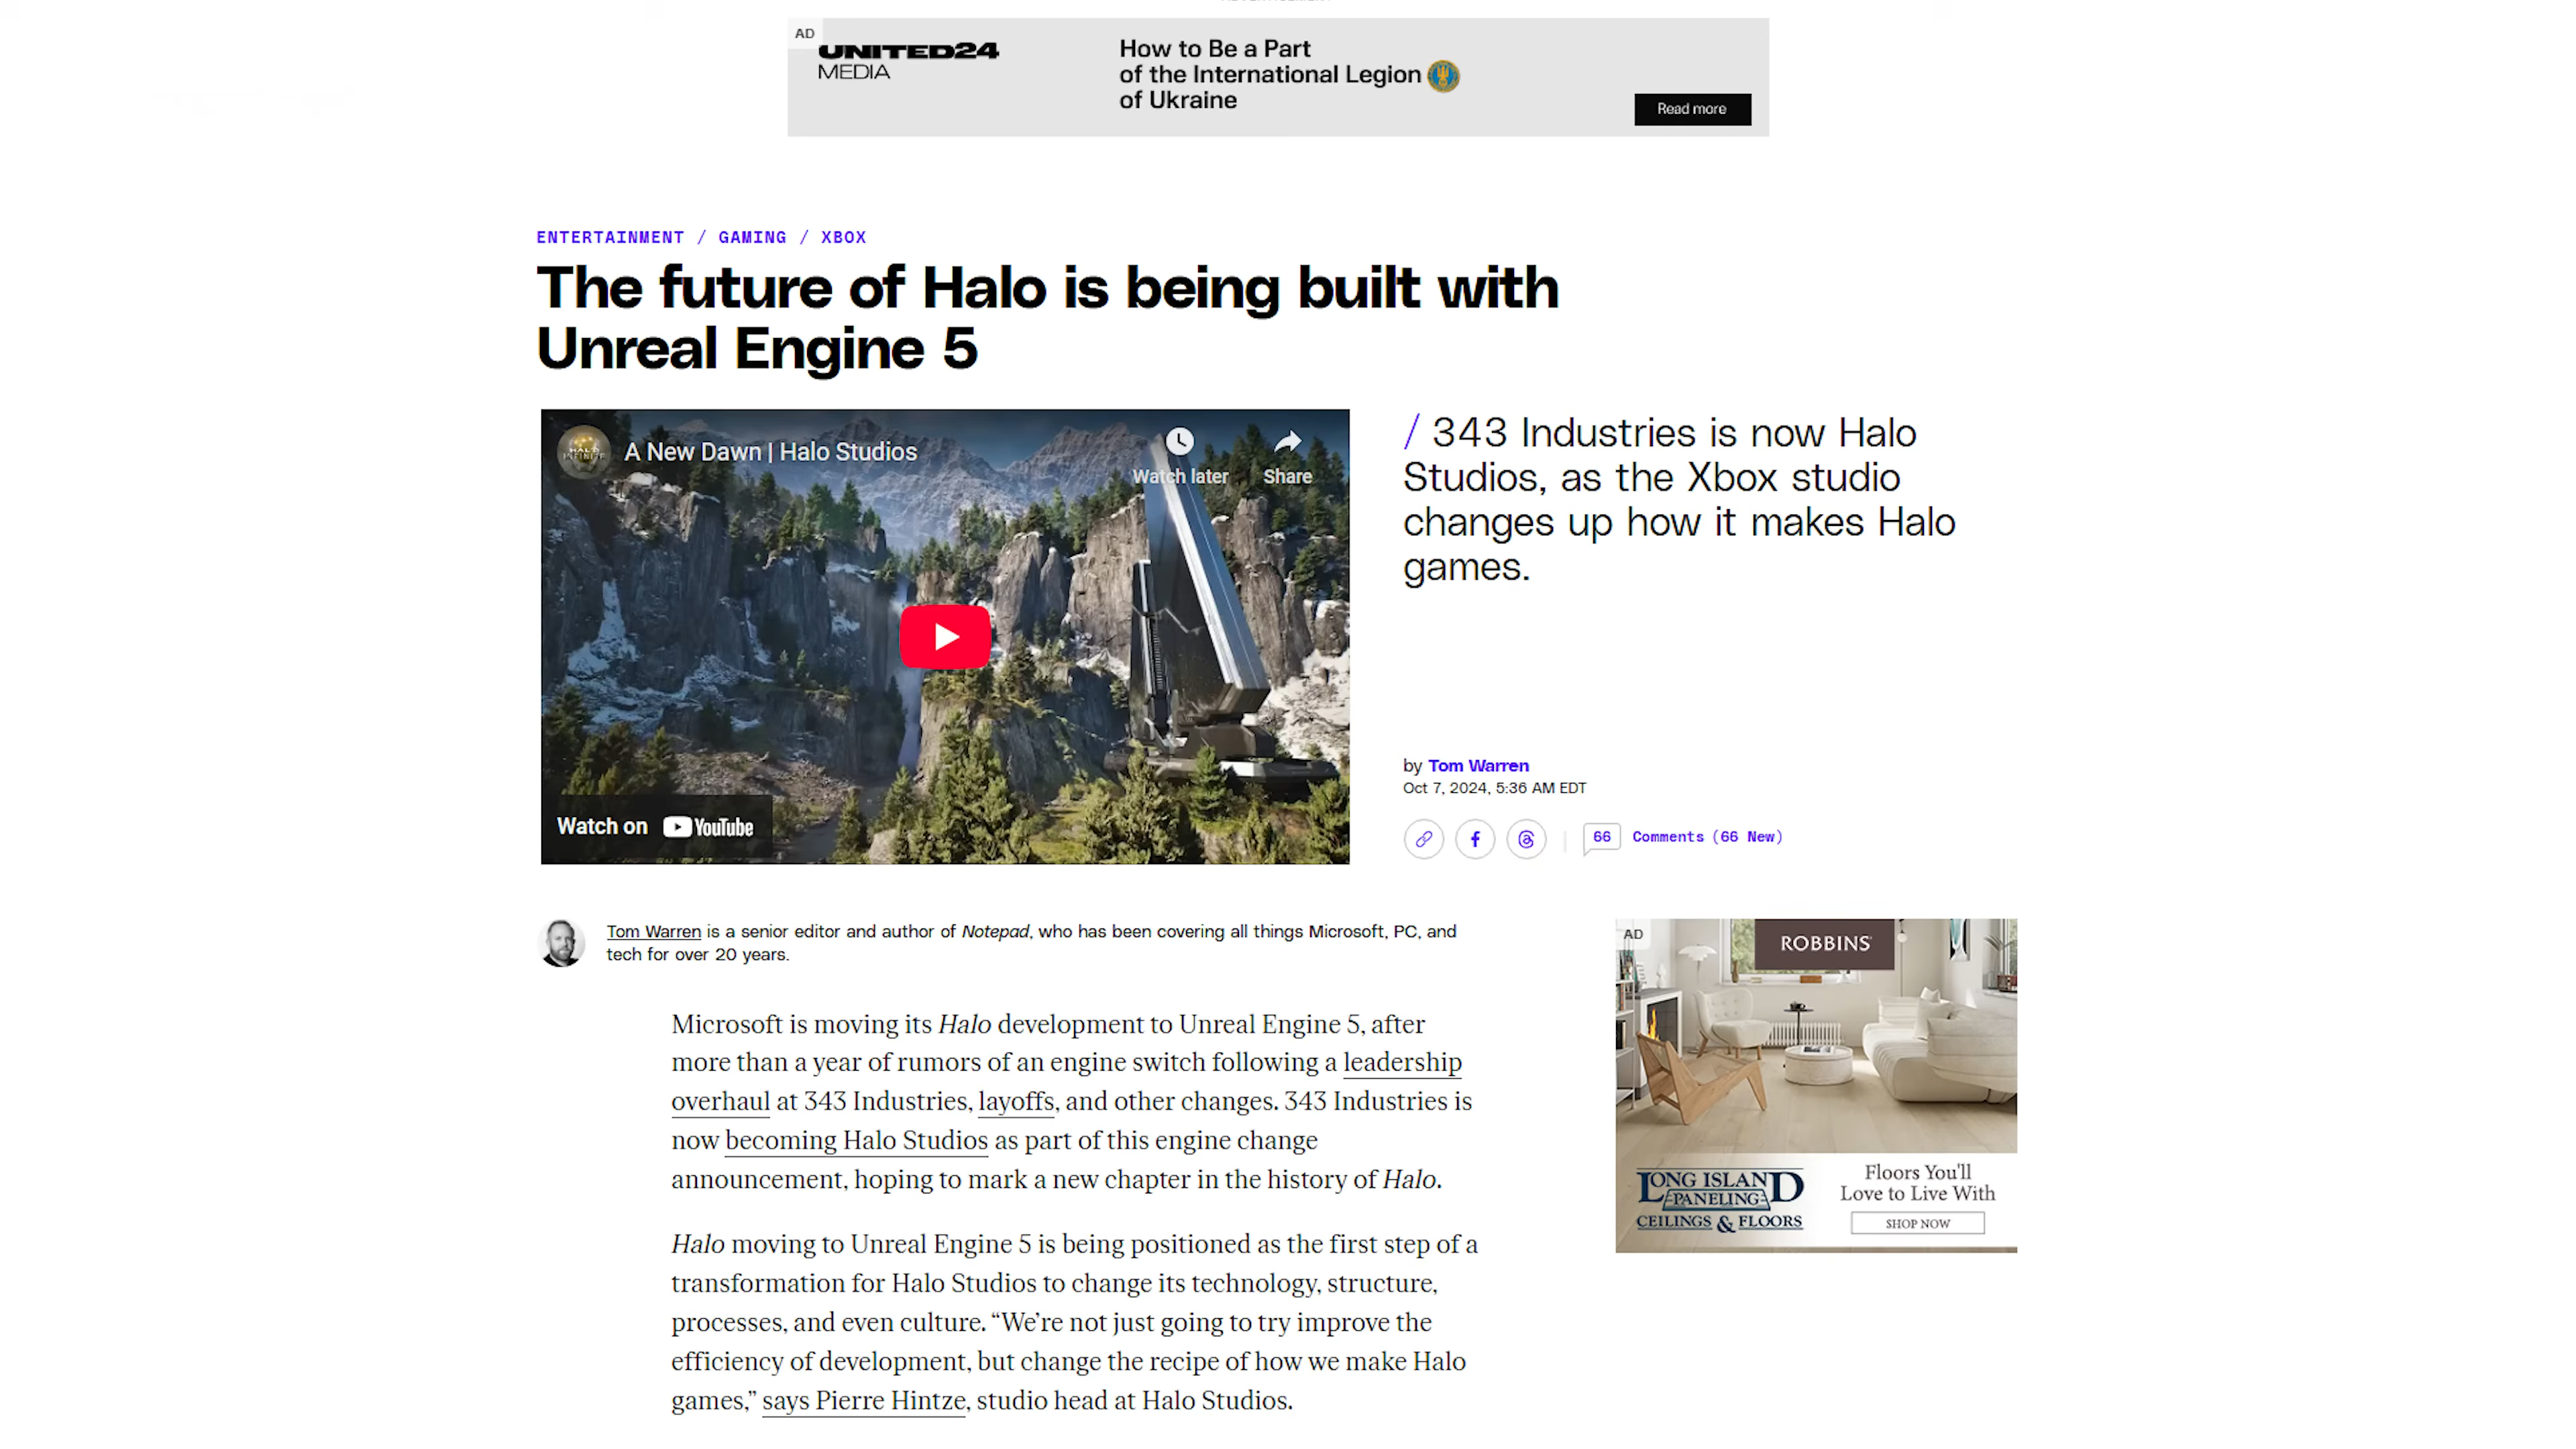 AD
UNITED24
MEDIA
How to Be a Part
of the International Legion
of Ukraine
Read more
ENTERTAINMENT / GAMING / XBOX
The future of Halo is being built with
Unreal Engine 5
A New Dawn | Halo Studios
Watch later
Share
Watch on YouTube
/ 343 Industries is now Halo
Studios, as the Xbox studio
changes up how it makes Halo
games.
by Tom Warren
Oct 7, 2024, 5:36 AM EDT
66 Comments (66 New)
Tom Warren is a senior editor and author of Notepad, who has been covering all things Microsoft, PC, and
tech for over 20 years.
Microsoft is moving its Halo development to Unreal Engine 5, after
more than a year of rumors of an engine switch following a leadership
overhaul at 343 Industries, layoffs, and other changes. 343 Industries is
now becoming Halo Studios as part of this engine change
announcement, hoping to mark a new chapter in the history of Halo.
Halo moving to Unreal Engine 5 is being positioned as the first step of a
transformation for Halo Studios to change its technology, structure,
processes, and even culture. “We’re not just going to try improve the
efficiency of development, but change the recipe of how we make Halo
games,” says Pierre Hintze, studio head at Halo Studios.
AD
ROBBINS
LONG ISLAND
PANELING
CEILINGS & FLOORS
Floors You'll
Love to Live With
SHOP NOW